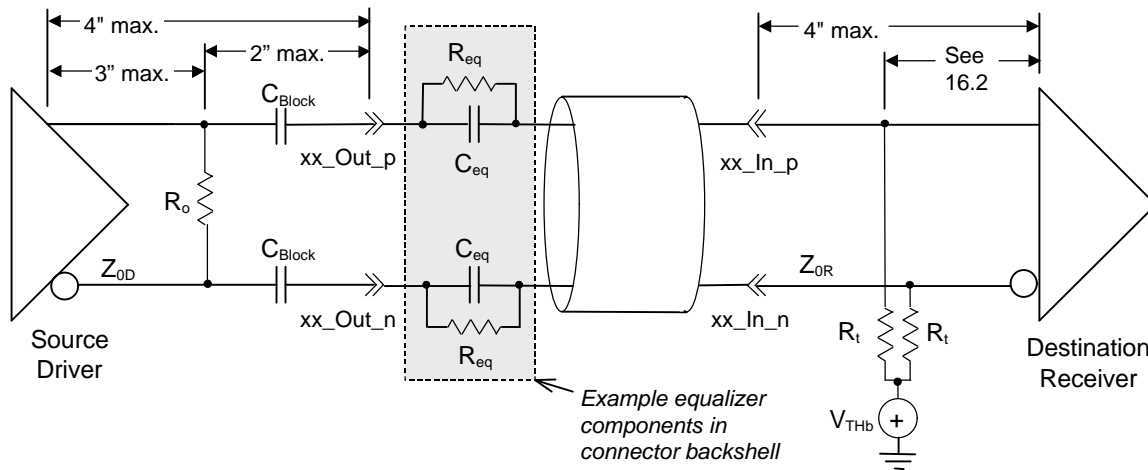 4” max.
2” max.
3” max.
4” max.
See
16.2
R_eq
C_Block
xx_Out_p
C_eq
xx_In_p
R_o
Z_0D
C_Block
C_eq
Z_0R
xx_Out_n
R_eq
xx_In_n
R_t
R_t
Source
Driver
Destination
Receiver
Example equalizer
components in
connector backshell
V_THb
+